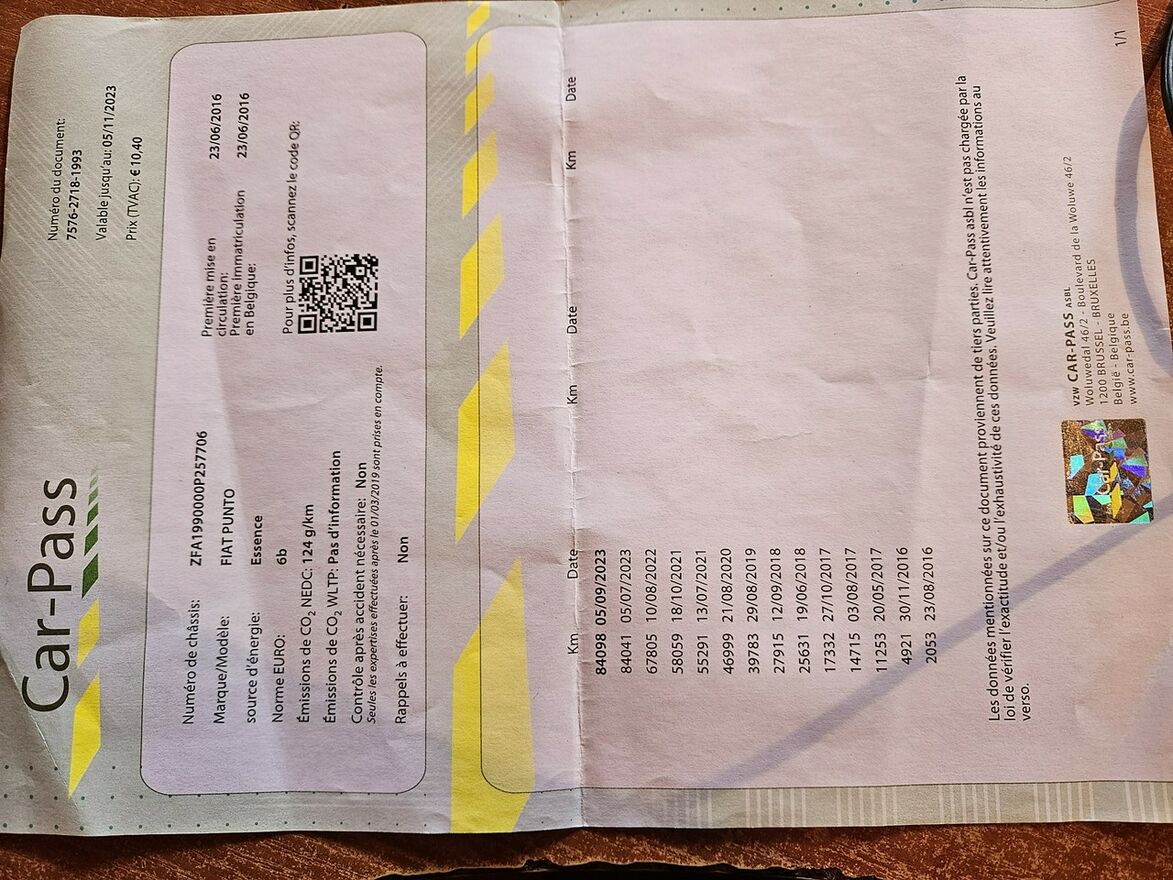 Car-Pass
Numéro du document:
7576-2718-1993
Valable jusqu'au: 05/11/2023
Prix (TVAC): € 10,40
Numéro de châssis: ZFA1990000P257706
Marque/Modèle: FIAT PUNTO
source d'énergie: Essence
Norme EURO: 6b
Émissions de CO2 NEDC: 124 g/km
Émissions de CO2 WLTP: Pas d'Information
Contrôle après accident nécessaire: Non
Seules les expertises effectuées après le 01/03/2019 sont prises en compte.
Rappels à effectuer: Non
Première mise en
circulation: 23/06/2016
Première immatriculation
en Belgique: 23/06/2016
Pour plus d'infos, scannez le code QR:
Km Date Km Date Km Date
84098 05/09/2023
84041 05/07/2023
67805 10/08/2022
58059 18/10/2021
55291 13/07/2021
46999 21/08/2020
39783 29/08/2019
27915 12/09/2018
25631 19/06/2018
17332 27/10/2017
14715 03/08/2017
11253 20/05/2017
4921 30/11/2016
2053 23/08/2016
Les données mentionnées sur ce document proviennent de tiers parties. Car-Pass asbl n'est pas chargée par la
loi de vérifier l'exactitude et/ou l'exhaustivité de ces données. Veuillez lire attentivement les informations au
verso.
Car-Pass
vzw CAR-PASS ASBL
Woluwedal 46/2 - Boulevard de la Woluwe 46/2
1200 BRUSSEL - BRUXELLES
België - Belgique
www.car-pass.be
1/1